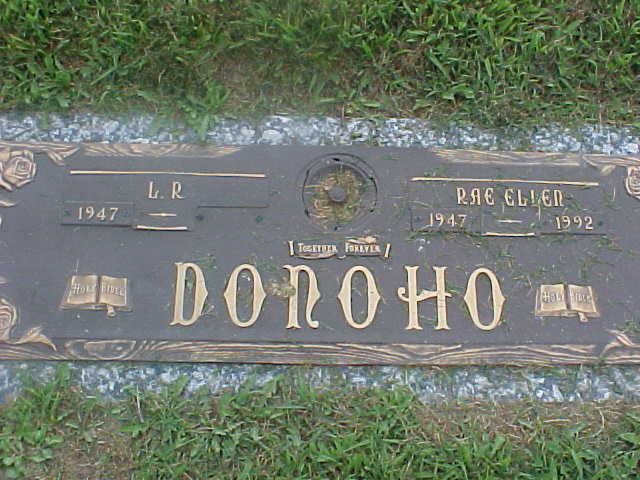 L. R.
1947 —
RAE ELLEN
1947 — 1992
TOGETHER FOREVER
HOLY BIBLE
DONOHO
HOLY BIBLE